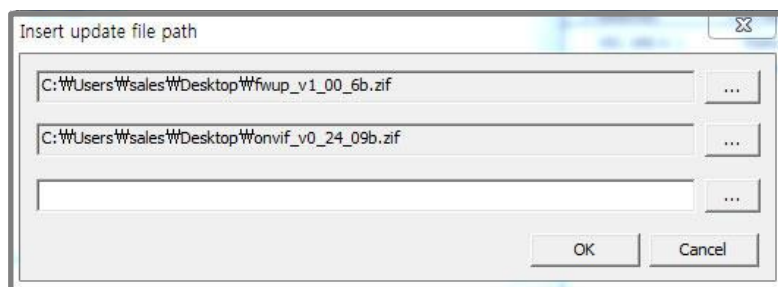 Insert update file path
C:₩Users₩sales₩Desktop₩fwup_v1_00_6b.zif
...
C:₩Users₩sales₩Desktop₩onvif_v0_24_09b.zif
...
...
OK Cancel